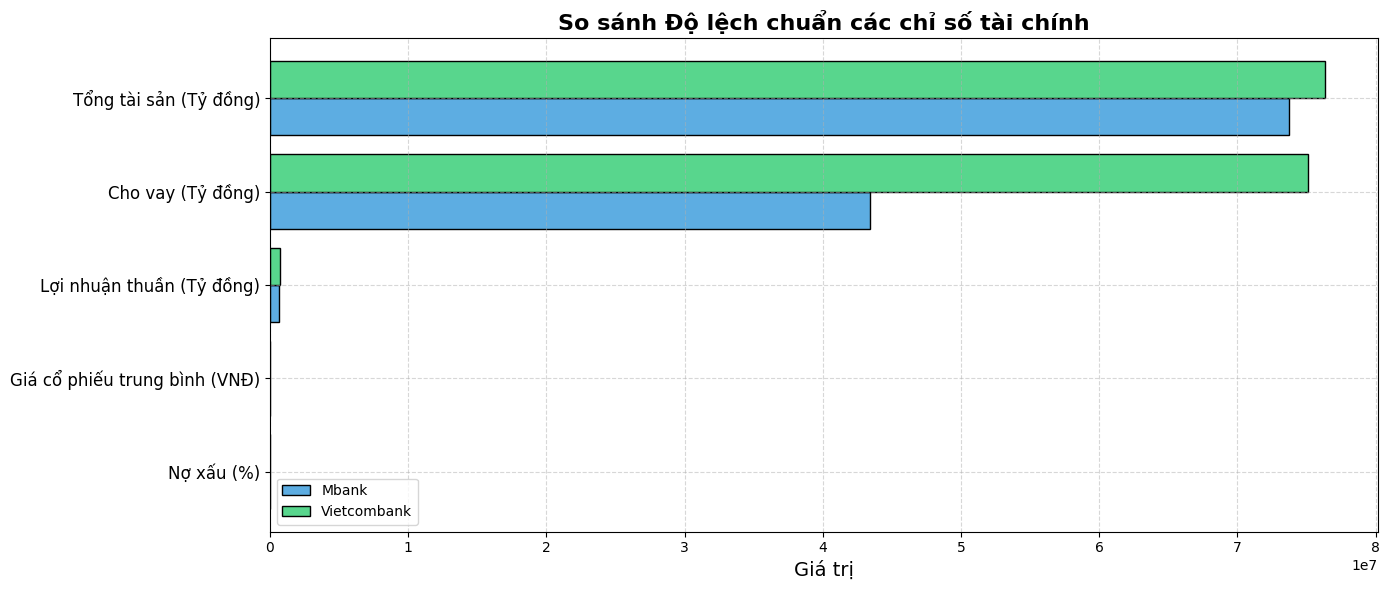 So sánh Độ lệch chuẩn các chỉ số tài chính
Tổng tài sản (Tỷ đồng)
Cho vay (Tỷ đồng)
Lợi nhuận thuần (Tỷ đồng)
Giá cổ phiếu trung bình (VNĐ)
Nợ xấu (%)
Mbank
Vietcombank
0 1 2 3 4 5 6 7 8
1e7
Giá trị